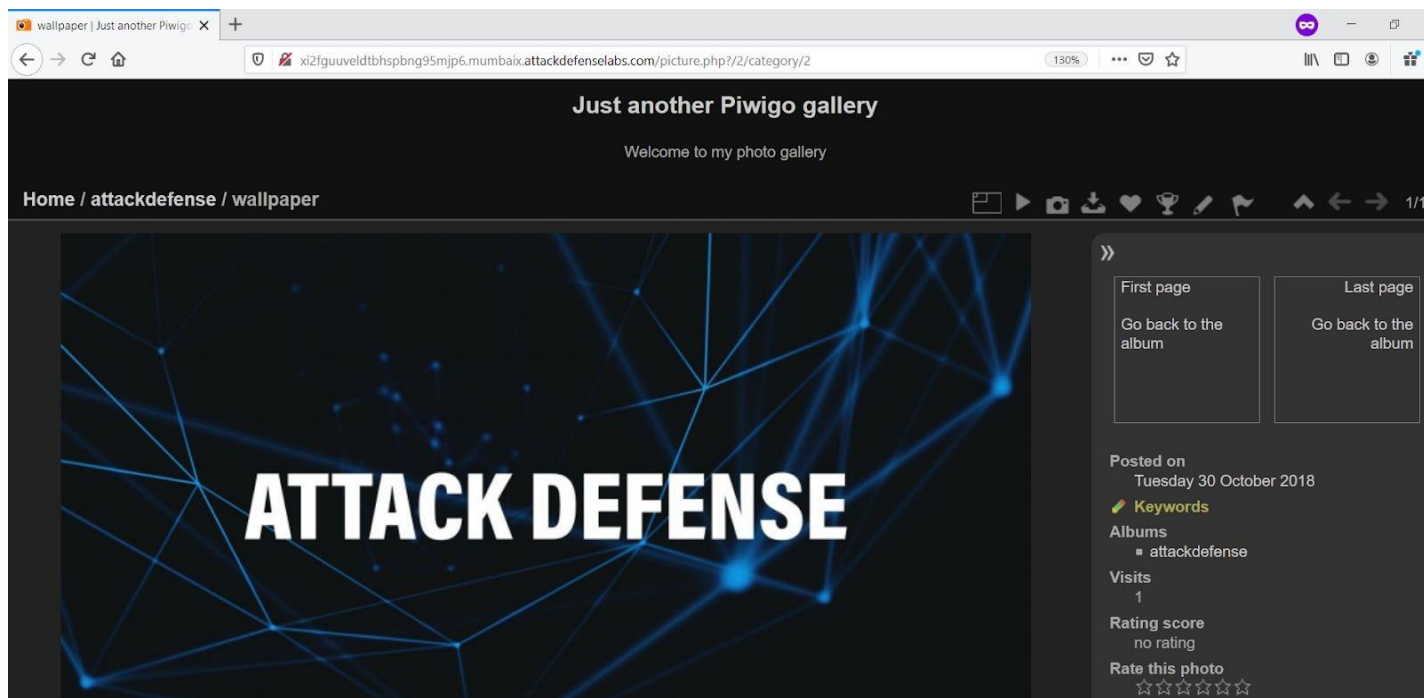 wallpaper | Just another Piwigo
xi2fguuveldtbhspbng95mjp6.mumbaix.attackdefenselabs.com/picture.php?/2/category/2
130%
Just another Piwigo gallery
Welcome to my photo gallery
Home / attackdefense / wallpaper
1/1
ATTACK DEFENSE
First page
Go back to the
album
Last page
Go back to the
album
Posted on
Tuesday 30 October 2018
Keywords
Albums
attackdefense
Visits
1
Rating score
no rating
Rate this photo